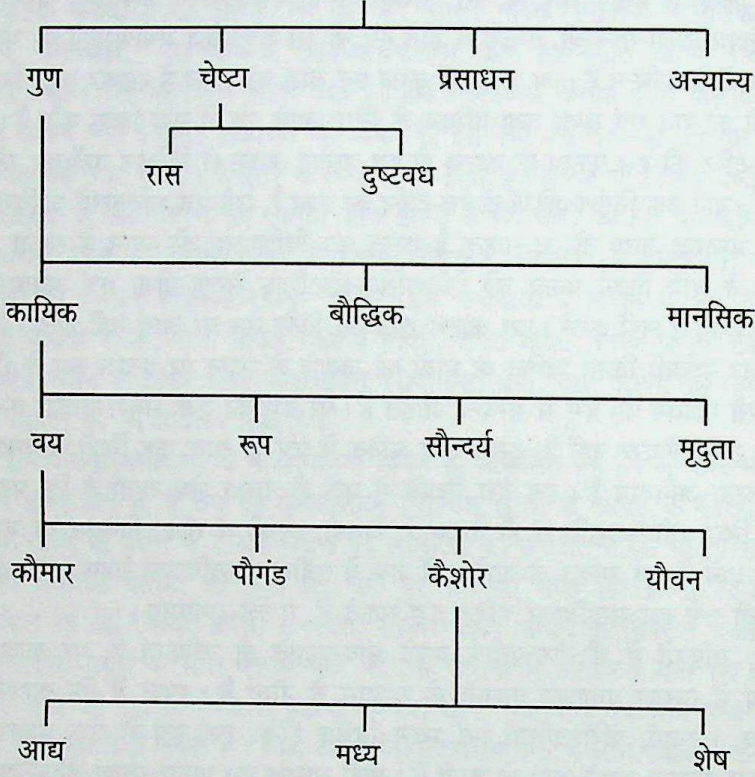 गुण चेष्टा प्रसाधन अन्यान्य
रास दुष्टवध
कायिक बौद्धिक मानसिक
वय रूप सौन्दर्य मृदुता
कौमार पौगंड कैशोर यौवन
आद्य मध्य शेष